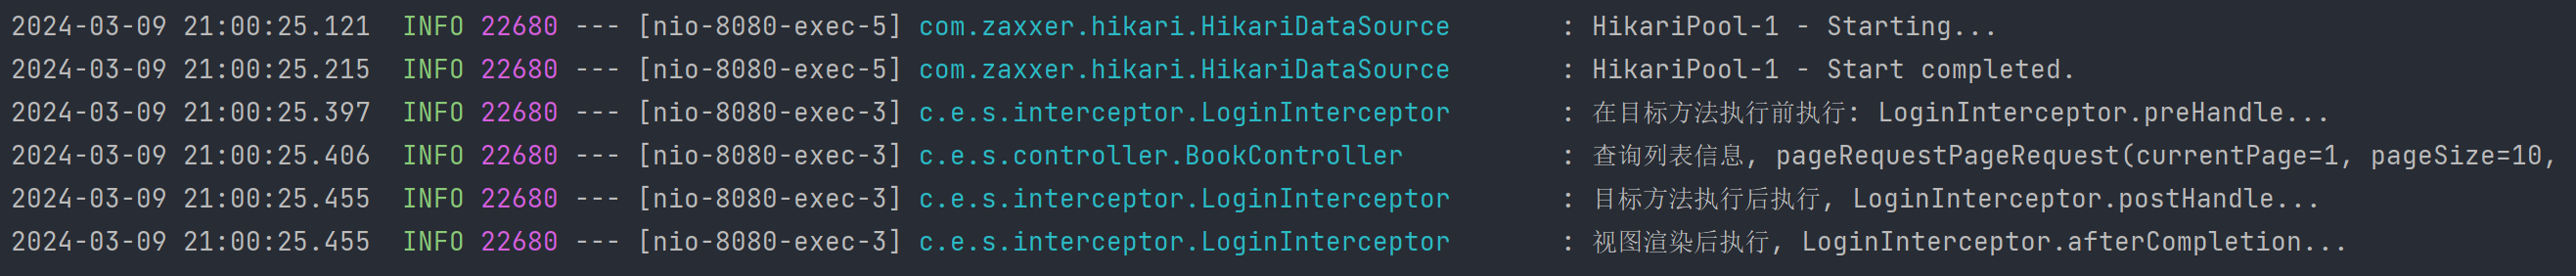 2024-03-09 21:00:25.121  INFO 22680 --- [nio-8080-exec-5] com.zaxxer.hikari.HikariDataSource       : HikariPool-1 - Starting...
2024-03-09 21:00:25.215  INFO 22680 --- [nio-8080-exec-5] com.zaxxer.hikari.HikariDataSource       : HikariPool-1 - Start completed.
2024-03-09 21:00:25.397  INFO 22680 --- [nio-8080-exec-3] c.e.s.interceptor.LoginInterceptor       : 在目标方法执行前执行: LoginInterceptor.preHandle...
2024-03-09 21:00:25.406  INFO 22680 --- [nio-8080-exec-3] c.e.s.controller.BookController          : 查询列表信息, pageRequestPageRequest(currentPage=1, pageSize=10,
2024-03-09 21:00:25.455  INFO 22680 --- [nio-8080-exec-3] c.e.s.interceptor.LoginInterceptor       : 目标方法执行后执行, LoginInterceptor.postHandle...
2024-03-09 21:00:25.455  INFO 22680 --- [nio-8080-exec-3] c.e.s.interceptor.LoginInterceptor       : 视图渲染后执行, LoginInterceptor.afterCompletion...